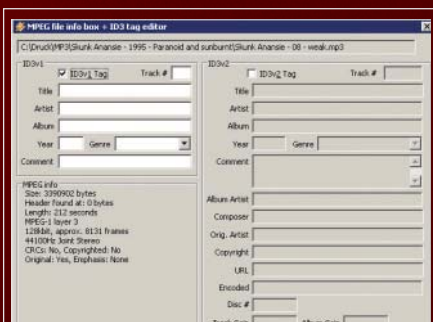 MPEG file info box + ID3 tag editor
C:\Druck\MP3\Skunk Anansie - 1995 - Paranoid and sunburnt\Skunk Anansie - 08 - weak.mp3
ID3v1
ID3v1 Tag Track #
Title
Artist
Album
Year Genre
Comment
MPEG info
Size: 3390902 bytes
Header found at: 0 bytes
Length: 212 seconds
MPEG-1 layer 3
128kbit, approx. 8131 frames
44100Hz Joint Stereo
CRCs: No, Copyrighted: No
Original: Yes, Emphasis: None
ID3v2
ID3v2 Tag Track #
Title
Artist
Album
Year Genre
Comment
Album Artist
Composer
Orig. Artist
Copyright
URL
Encoded
Disc #
Track Gain Album Gain